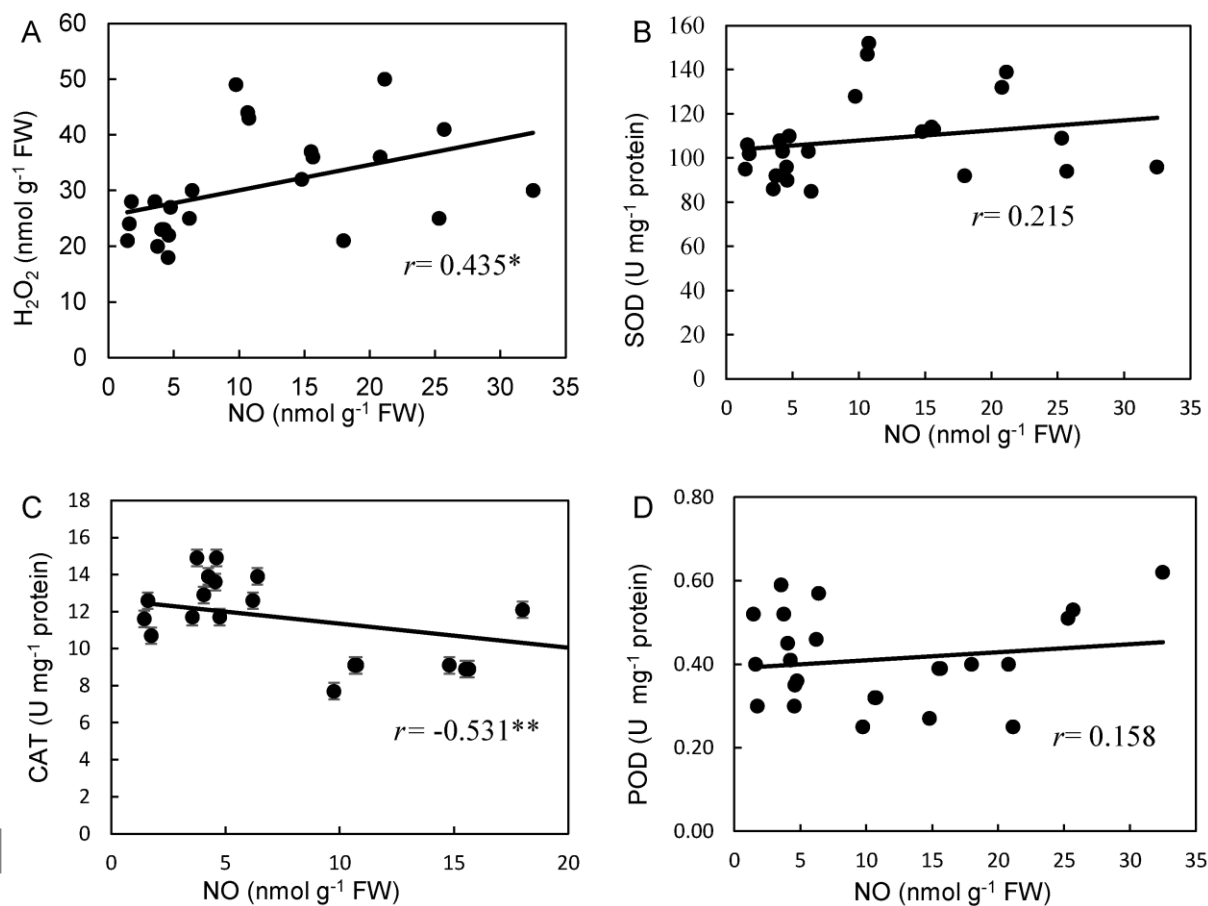 A
60
50
40
30
20
10
0
H₂O₂ (nmol g⁻¹ FW)
r= 0.435*
0 5 10 15 20 25 30 35
NO (nmol g⁻¹ FW)
B
160
140
120
100
80
60
40
20
0
SOD (U mg⁻¹ protein)
r= 0.215
0 5 10 15 20 25 30 35
NO (nmol g⁻¹ FW)
C
18
16
14
12
10
8
6
4
2
0
CAT (U mg⁻¹ protein)
r= -0.531**
0 5 10 15 20
NO (nmol g⁻¹ FW)
D
0.80
0.60
0.40
0.20
0.00
POD (U mg⁻¹ protein)
r= 0.158
0 5 10 15 20 25 30 35
NO (nmol g⁻¹ FW)